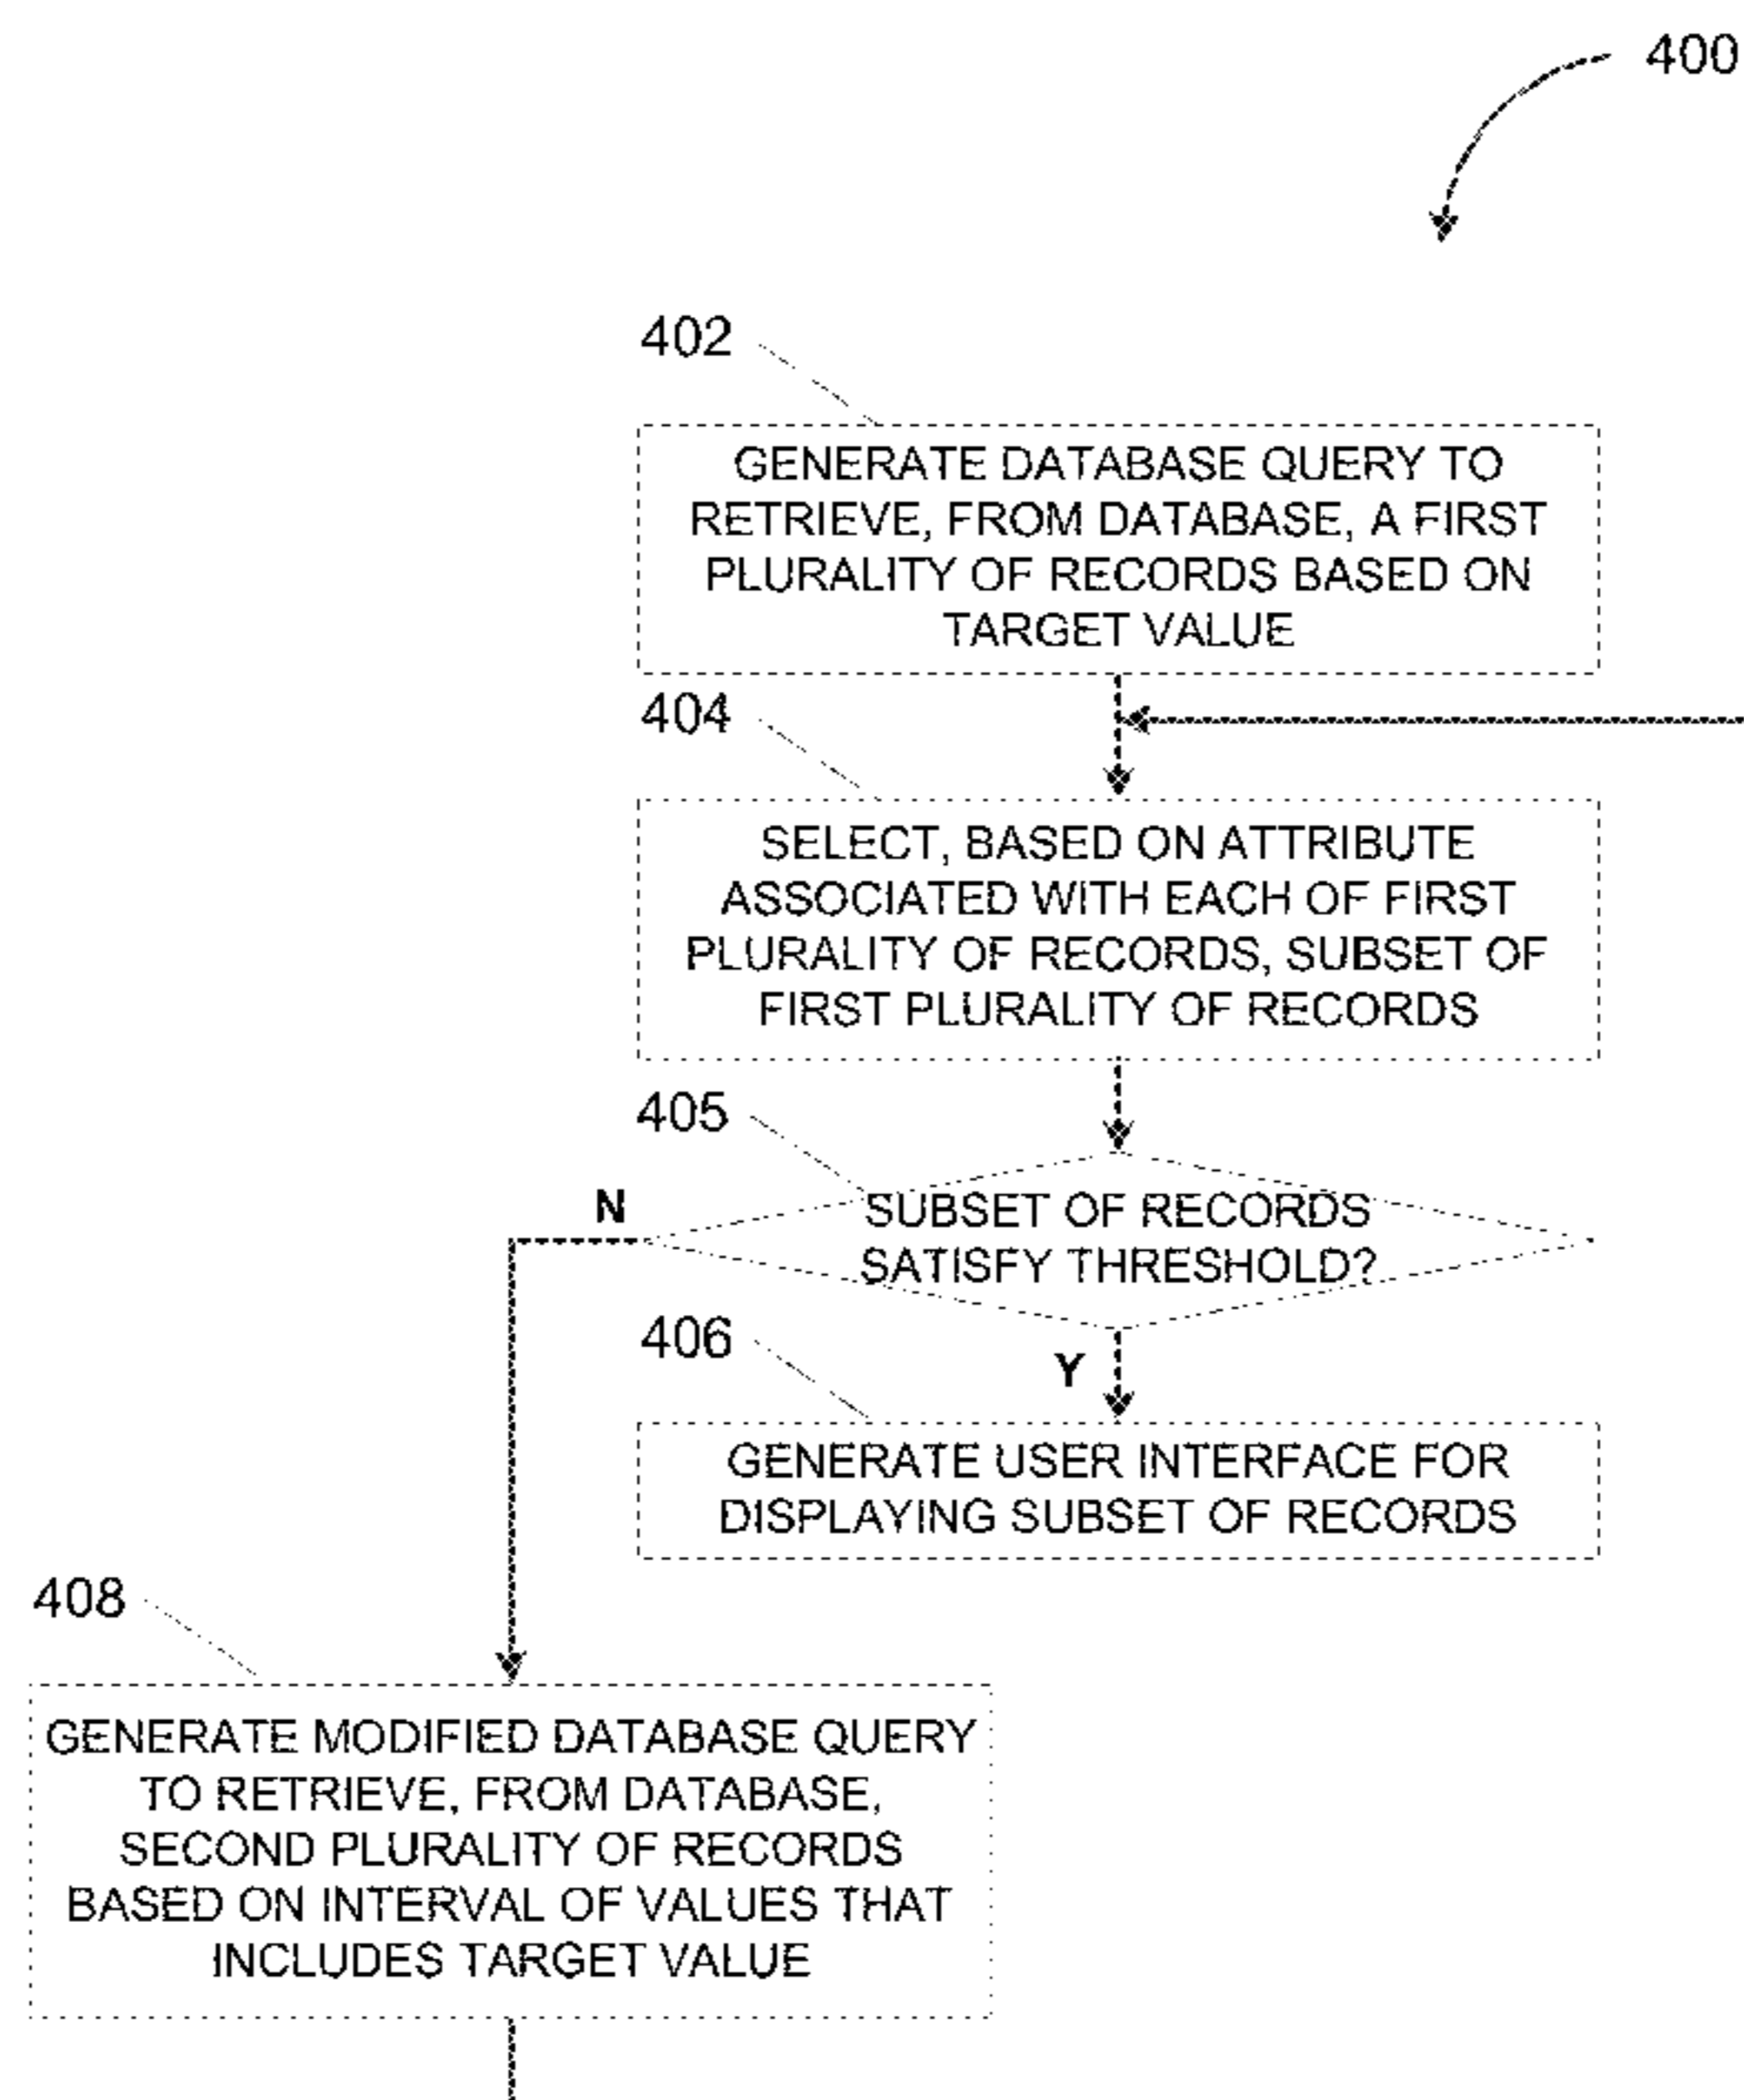 400
402
GENERATE DATABASE QUERY TO
RETRIEVE, FROM DATABASE, A FIRST
PLURALITY OF RECORDS BASED ON
TARGET VALUE
404
SELECT, BASED ON ATTRIBUTE
ASSOCIATED WITH EACH OF FIRST
PLURALITY OF RECORDS, SUBSET OF
FIRST PLURALITY OF RECORDS
405
N
SUBSET OF RECORDS
SATISFY THRESHOLD?
406
Y
GENERATE USER INTERFACE FOR
DISPLAYING SUBSET OF RECORDS
408
GENERATE MODIFIED DATABASE QUERY
TO RETRIEVE, FROM DATABASE,
SECOND PLURALITY OF RECORDS
BASED ON INTERVAL OF VALUES THAT
INCLUDES TARGET VALUE